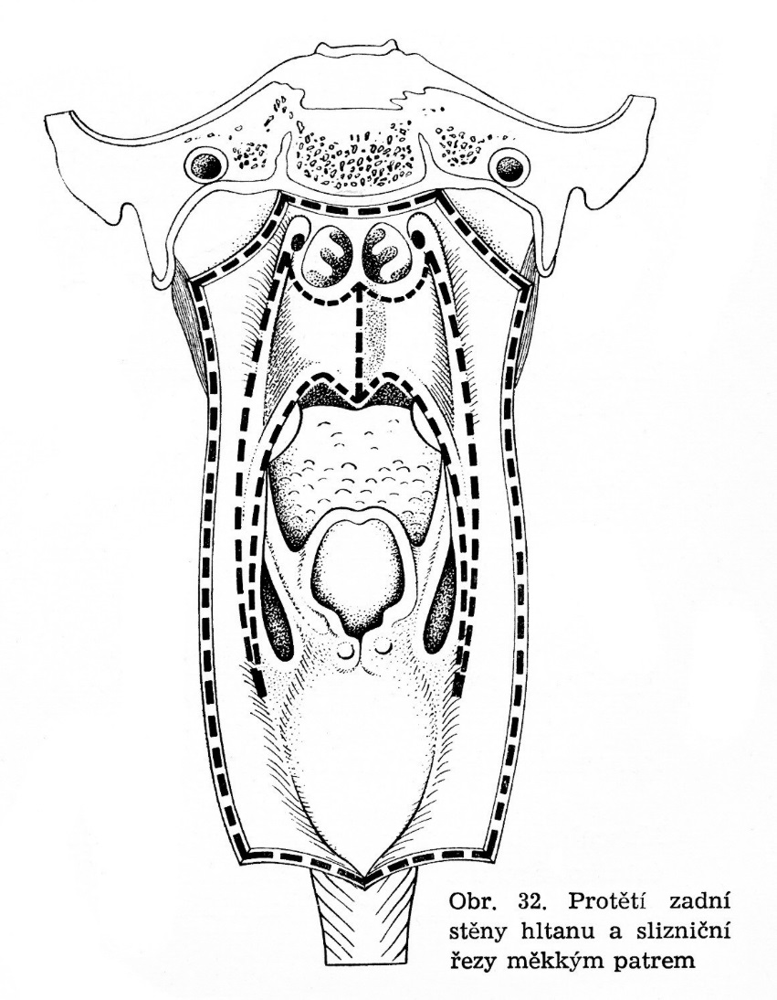 Obr. 32. Protětí zadní
stěny hltanu a slizniční
řezy měkkým patrem